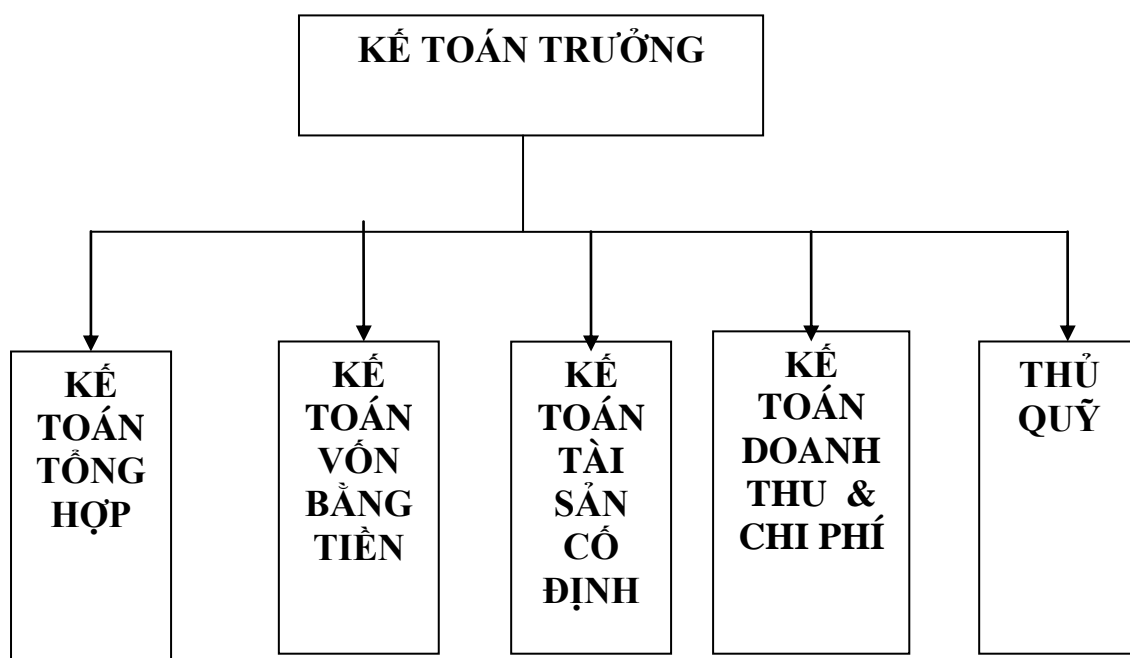 KẾ TOÁN TRƯỞNG
KẾ
TOÁN
TỔNG
HỢP
KẾ
TOÁN
VỐN
BẰNG
TIỀN
KẾ
TOÁN
TÀI
SẢN
CỐ
ĐỊNH
KẾ
TOÁN
DOANH
THU &
CHI PHÍ
THỦ
QUỸ